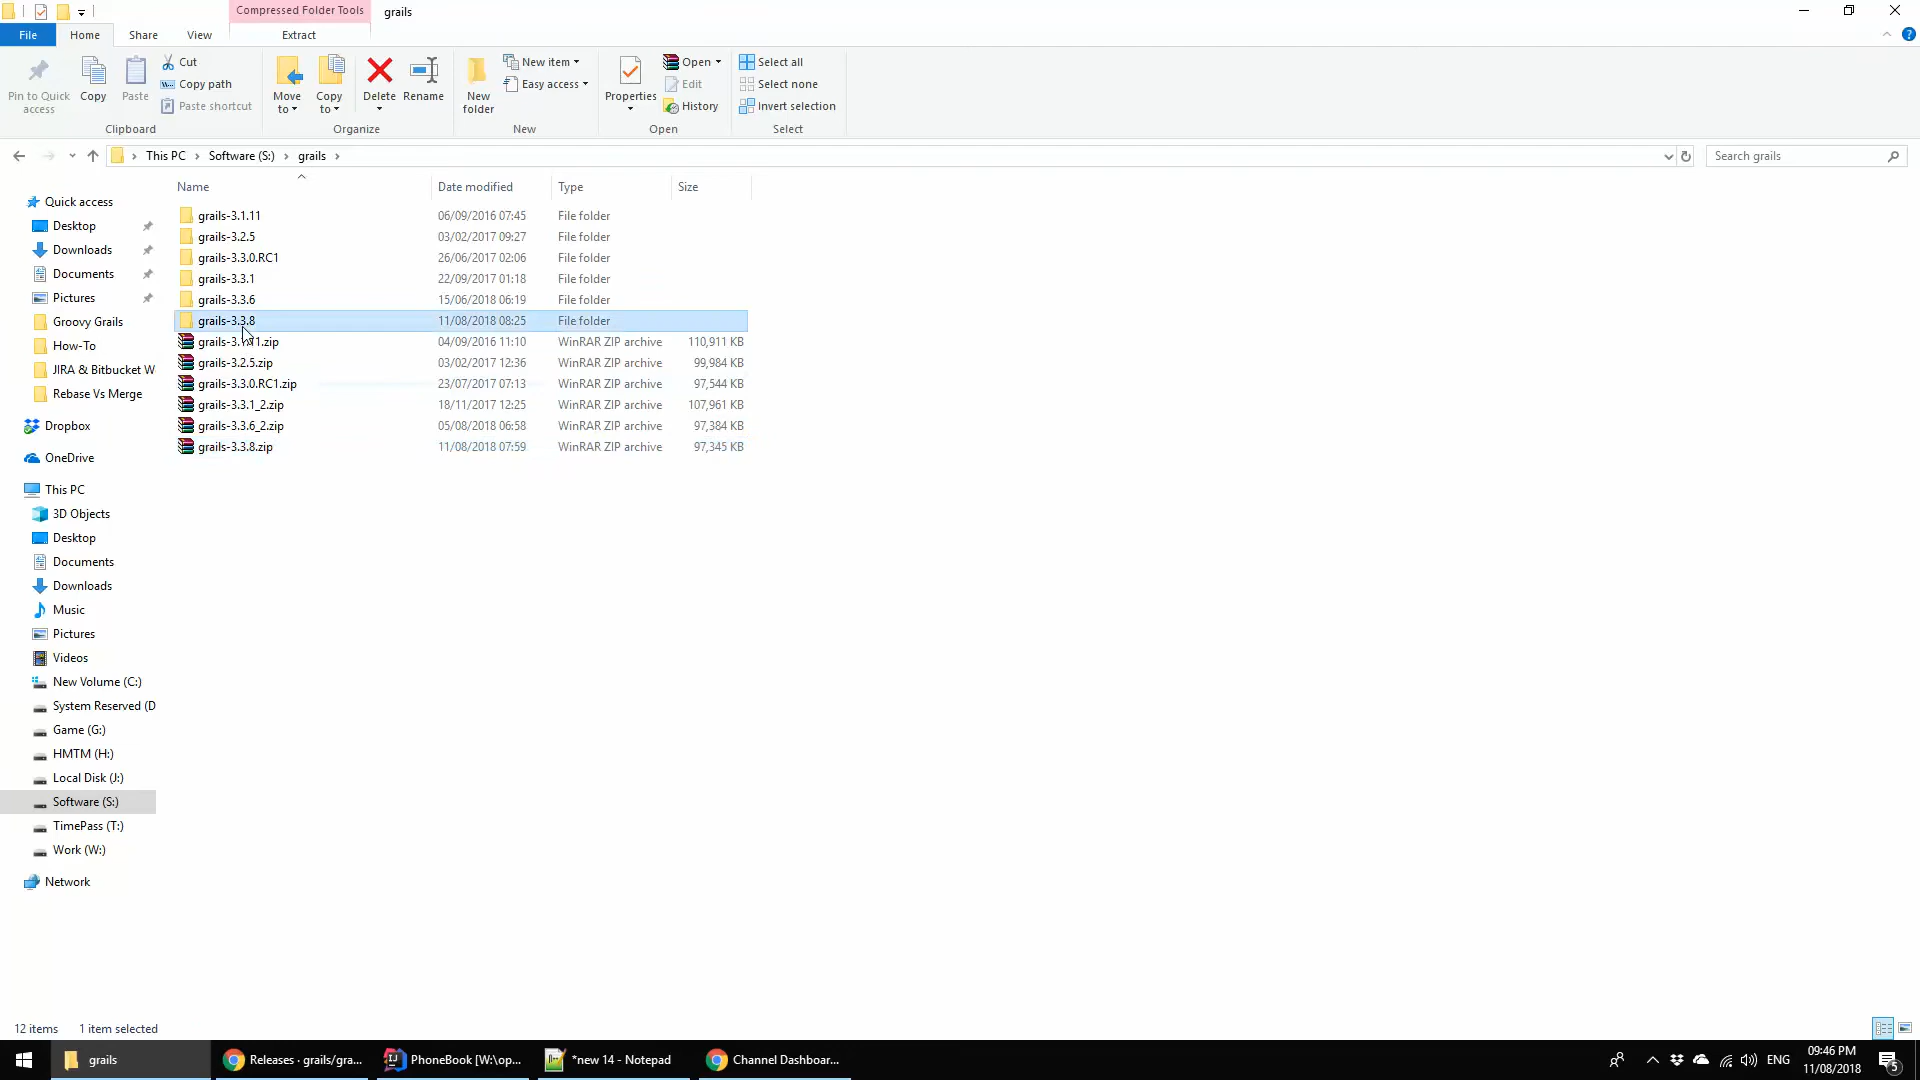 Compressed Folder Tools grails
File Home Share View Extract
Pin to Quick access
Copy
Paste
Cut
Copy path
Paste shortcut
Clipboard
Move to
Copy to
Delete
Rename
Organize
New folder
New item
Easy access
New
Properties
Open
Edit
History
Open
Select all
Select none
Invert selection
Select
This PC Software (S:) grails
Search grails
Name Date modified Type Size
grails-3.1.11 06/09/2016 07:45 File folder
grails-3.2.5 03/02/2017 09:27 File folder
grails-3.3.0.RC1 26/06/2017 02:06 File folder
grails-3.3.1 22/09/2017 01:18 File folder
grails-3.3.6 15/06/2018 06:19 File folder
grails-3.3.8 11/08/2018 08:25 File folder
04/09/2016 11:10 WinRAR ZIP archive 110,911 KB
grails-3.2.5.zip 03/02/2017 12:36 WinRAR ZIP archive 99,984 KB
grails-3.3.0.RC1.zip 23/07/2017 07:13 WinRAR ZIP archive 97,544 KB
grails-3.3.1_2.zip 18/11/2017 12:25 WinRAR ZIP archive 107,961 KB
grails-3.3.6_2.zip 05/08/2018 06:58 WinRAR ZIP archive 97,384 KB
grails-3.3.8.zip 11/08/2018 07:59 WinRAR ZIP archive 97,345 KB
Quick access
Desktop
Downloads
Documents
Pictures
Groovy Grails
How-To
JIRA & Bitbucket W
Rebase Vs Merge
Dropbox
OneDrive
This PC
3D Objects
Desktop
Documents
Downloads
Music
Pictures
Videos
New Volume (C:)
System Reserved (D
Game (G:)
HMTM (H:)
Local Disk (J:)
Software (S:)
TimePass (T:)
Work (W:)
Network
12 items 1 item selected
grails
Releases · grails/gra...
PhoneBook [W:\op...
*new 14 - Notepad
Channel Dashboar...
ENG
09:46 PM
11/08/2018
5